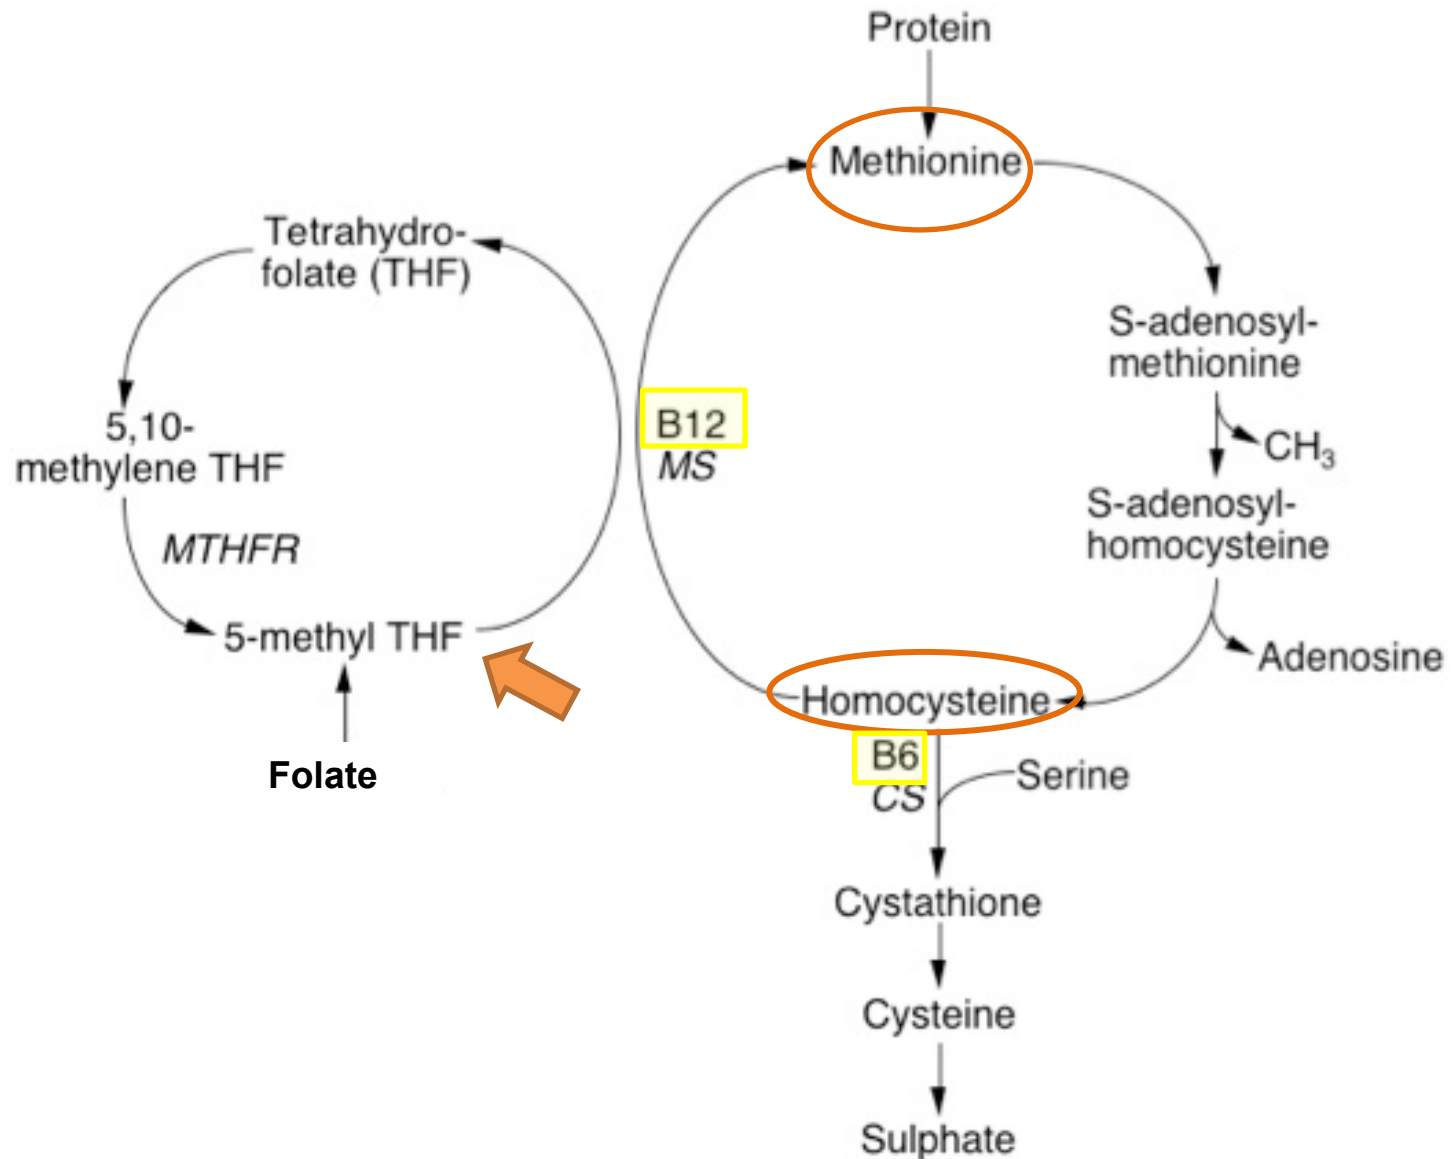 Protein
Methionine
Tetrahydro-
folate (THF)
S-adenosyl-
methionine
5,10-
methylene THF
B12
MS
CH₃
S-adenosyl-
homocysteine
MTHFR
5-methyl THF
Adenosine
Homocysteine
Folate
B6
CS
Serine
Cystathione
Cysteine
Sulphate